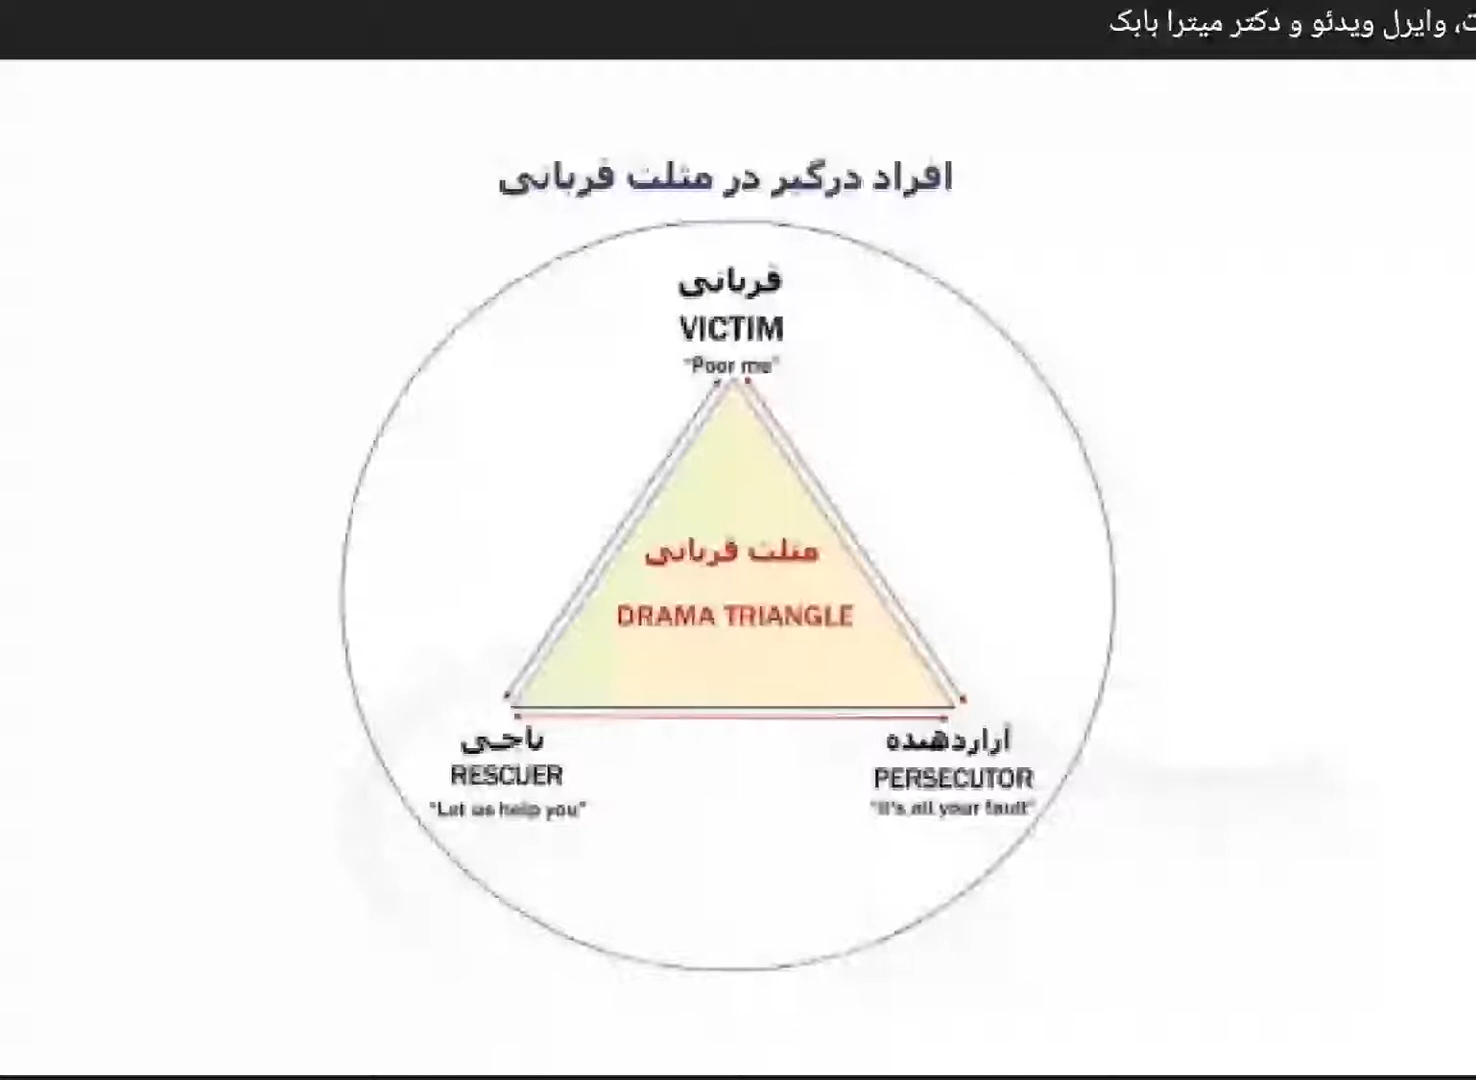 وایرل ویدئو و دکتر میترا بابک
افراد درگیر در مثلث قربانی
قربانی
VICTIM
"Poor me"
مثلث قربانی
DRAMA TRIANGLE
ناجی
RESCUER
"Let us help you"
آزاردهنده
PERSECUTOR
"It's all your fault"